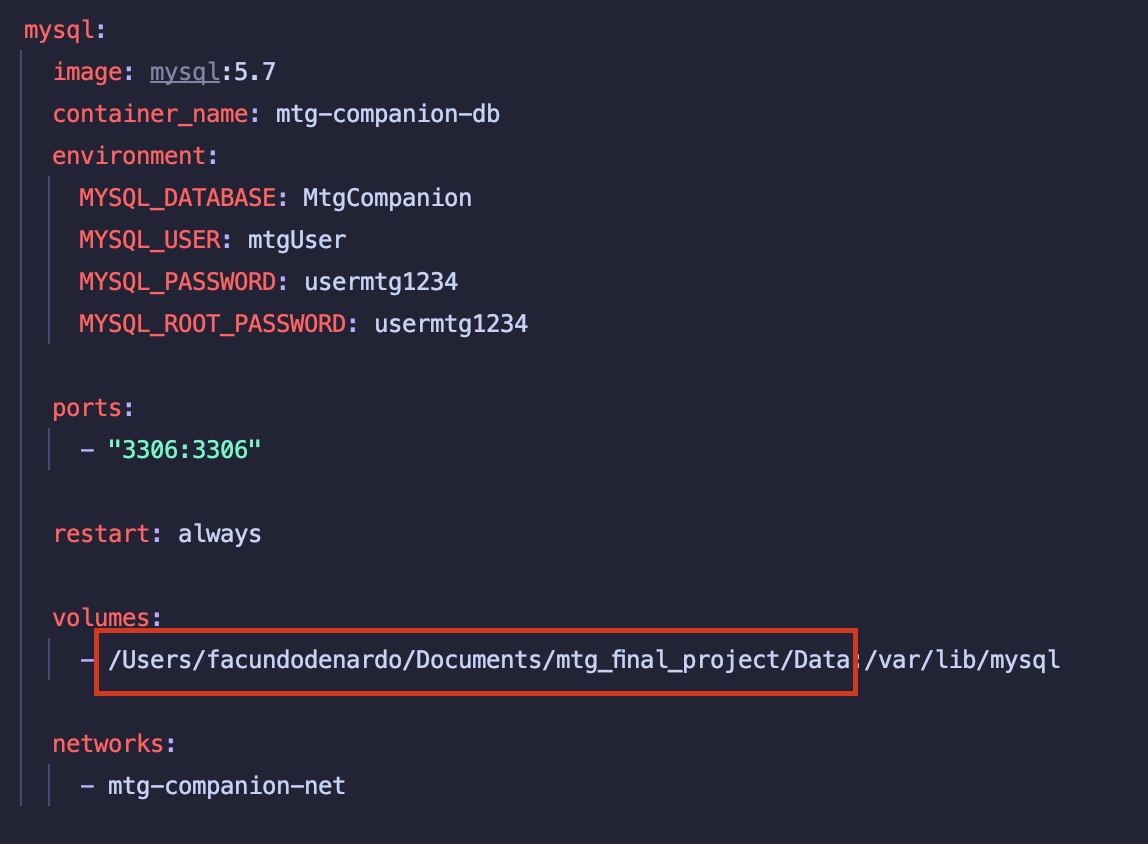 mysql:
image: mysql:5.7
container_name: mtg-companion-db
environment:
MYSQL_DATABASE: MtgCompanion
MYSQL_USER: mtgUser
MYSQL_PASSWORD: usermtg1234
MYSQL_ROOT_PASSWORD: usermtg1234
ports:
- "3306:3306"
restart: always
volumes:
- /Users/facundodenardo/Documents/mtg_final_project/Data:/var/lib/mysql
networks:
- mtg-companion-net